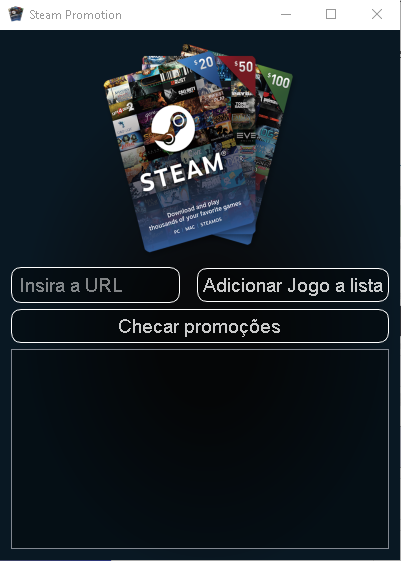 Steam Promotion
$20
$50
$100
STEAM®
Download and play
thousands of your favorite games
PC | MAC | STEAMOS
Insira a URL
Adicionar Jogo a lista
Checar promoções